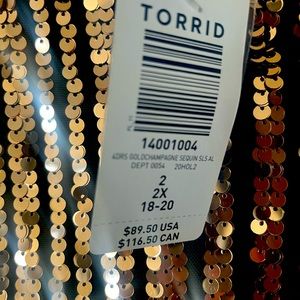 TORRID
14001004
4DRS GOLDCHAMPAGNE SEQUIN SLS AL
DEPT 0054 20HOL2
2
2X
18-20
$89.50 USA
$116.50 CAN